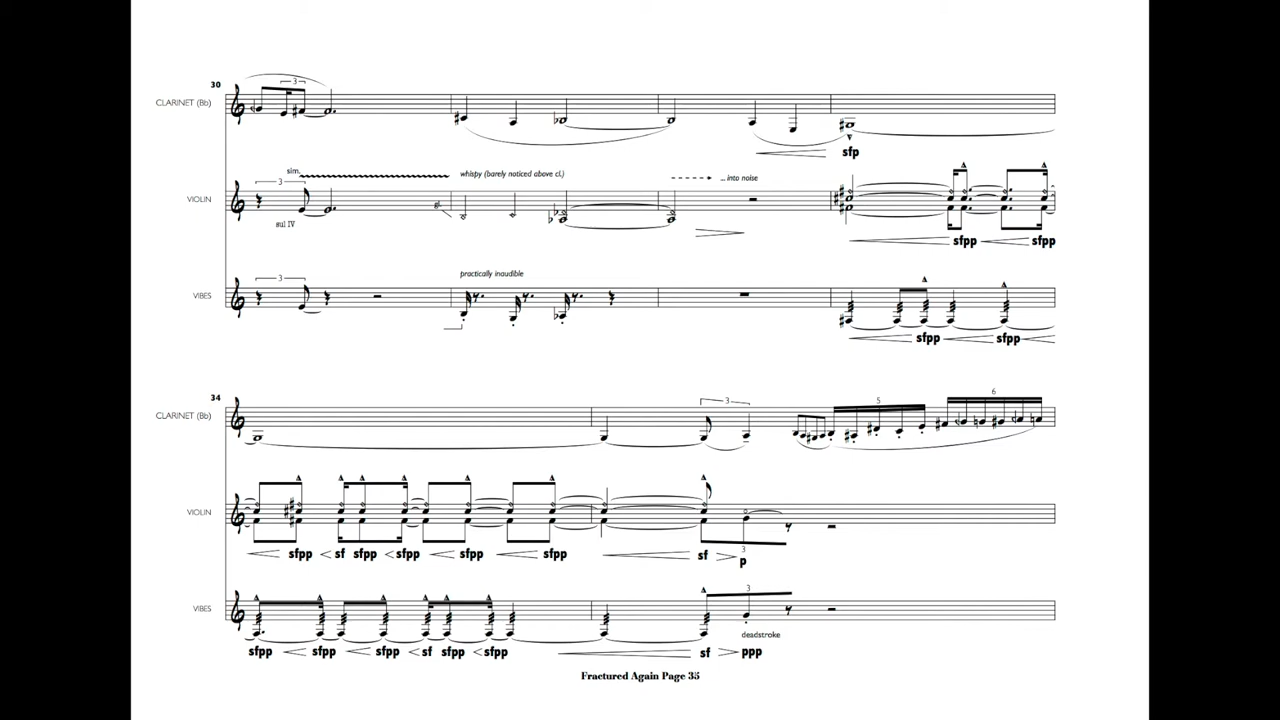 30
3
CLARINET (Bb)
sfp
sim.
whispy (barely noticed above cl.)
...into noise
3
VIOLIN
gl.
sul IV
sfpp sfpp
practically inaudible
3
VIBES
sfpp sfpp
34
3
5
6
CLARINET (Bb)
VIOLIN
sfpp sf sfpp sfpp sfpp sfpp sf
3
p
3
VIBES
deadstroke
sfpp sfpp sfpp sf sfpp sfpp sf ppp
Fractured Again Page 35